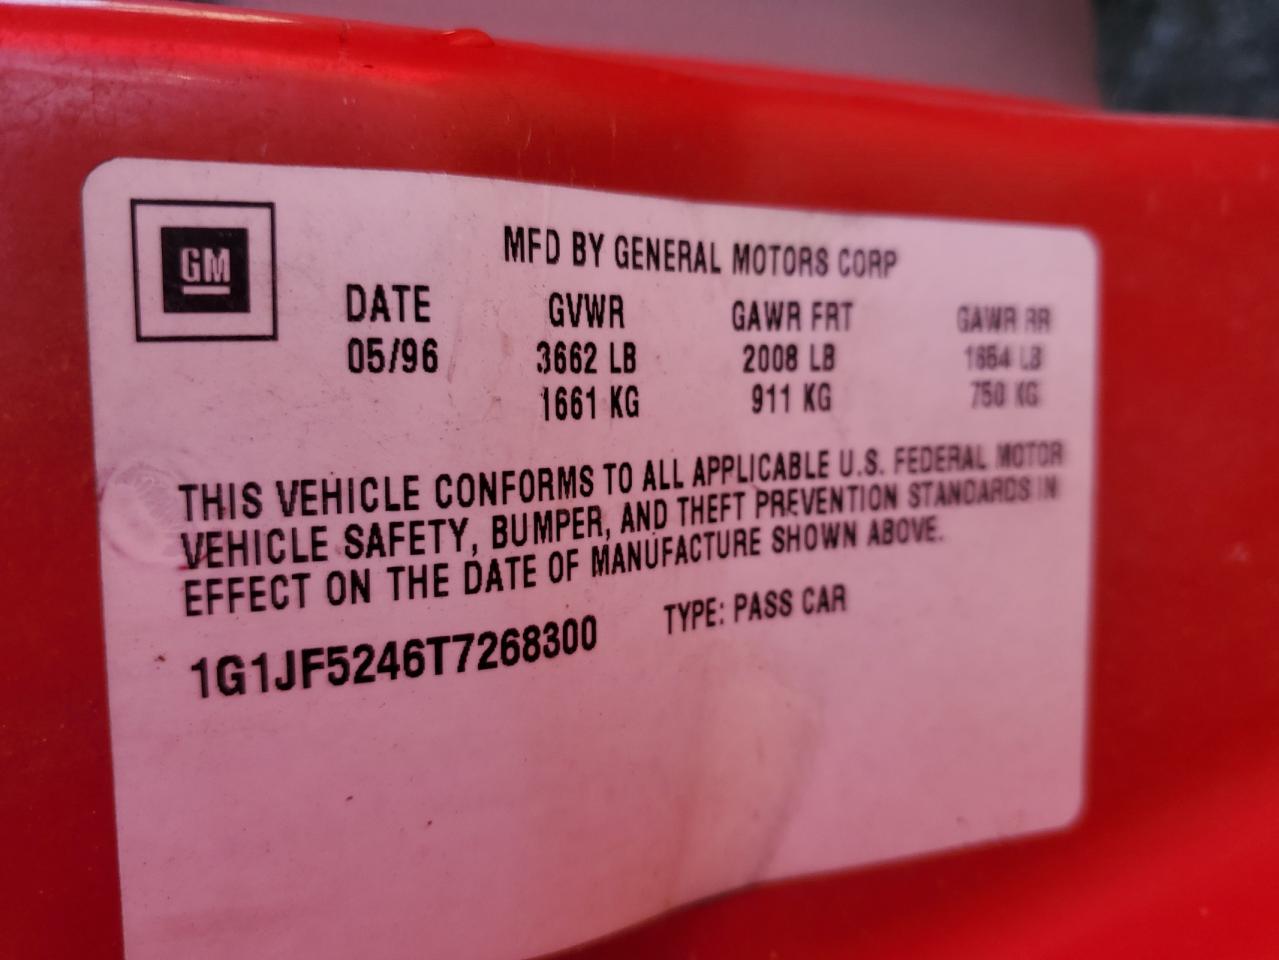 GM
MFD BY GENERAL MOTORS CORP
DATE GVWR GAWR FRT GAWR RR
05/96 3662 LB 2008 LB 1654 LB
1661 KG 911 KG 750 KG
THIS VEHICLE CONFORMS TO ALL APPLICABLE U.S. FEDERAL MOTOR
VEHICLE SAFETY, BUMPER, AND THEFT PREVENTION STANDARDS IN
EFFECT ON THE DATE OF MANUFACTURE SHOWN ABOVE.
1G1JF5246T7268300 TYPE: PASS CAR